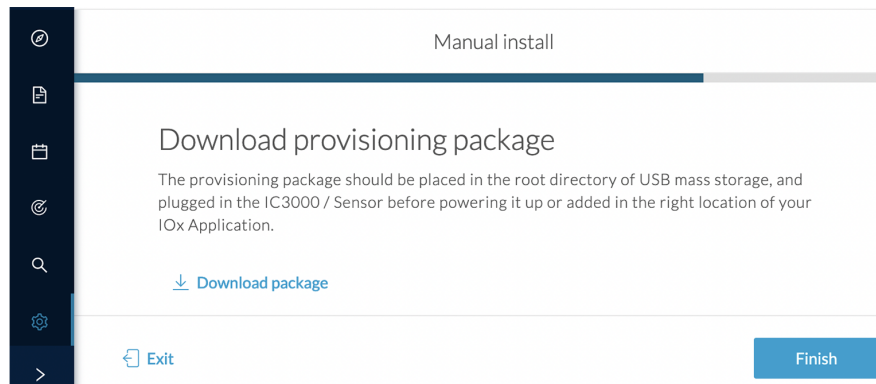 Manual install
Download provisioning package
The provisioning package should be placed in the root directory of USB mass storage, and
plugged in the IC3000 / Sensor before powering it up or added in the right location of your
IOx Application.
Download package
Exit
Finish